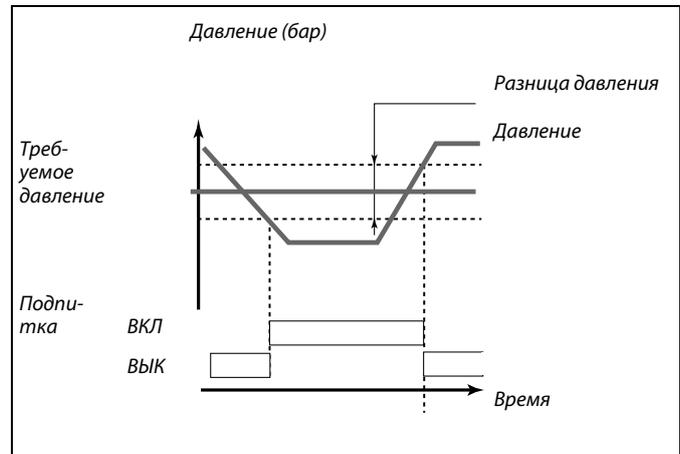 Давление (бар)
Разница давления
Давление
Треб-
уемое
давление
Подпи-
тка
ВКЛ
ВЫК
Время